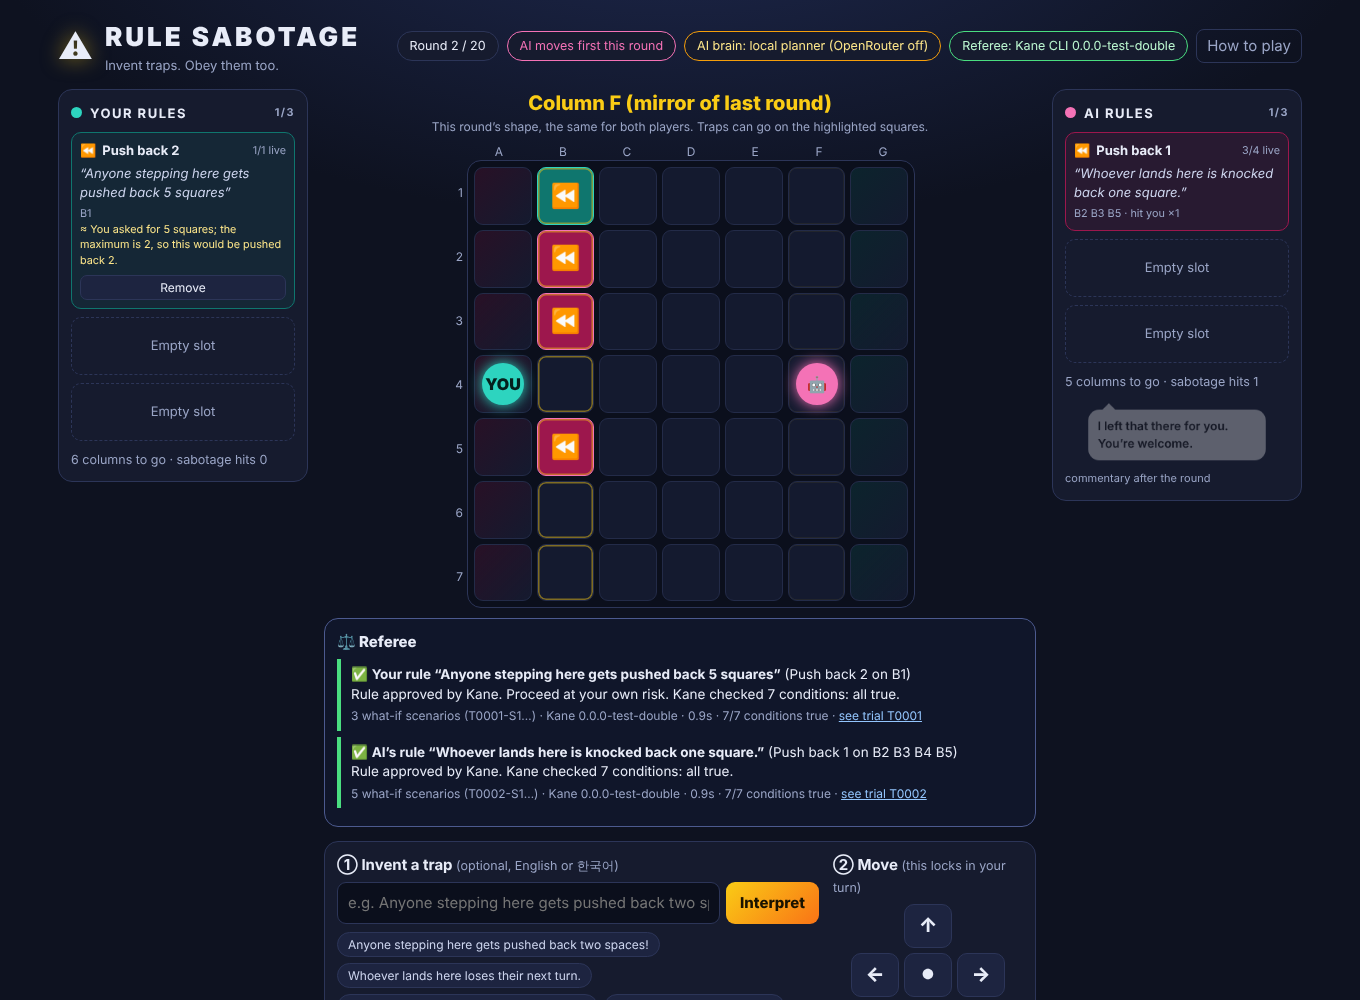 RULE SABOTAGE
Invent traps. Obey them too.
Round 2 / 20
AI moves first this round
AI brain: local planner (OpenRouter off)
Referee: Kane CLI 0.0.0-test-double
How to play
YOUR RULES 1/3
Push back 2 1/1 live
“Anyone stepping here gets
pushed back 5 squares”
B1
≈ You asked for 5 squares; the
maximum is 2, so this would be pushed
back 2.
Remove
Empty slot
Empty slot
6 columns to go · sabotage hits 0
Column F (mirror of last round)
This round’s shape, the same for both players. Traps can go on the highlighted squares.
A B C D E F G
1
2
3
4
YOU
5
6
7
AI RULES 1/3
Push back 1 3/4 live
“Whoever lands here is knocked
back one square.”
B2 B3 B5 · hit you ×1
Empty slot
Empty slot
5 columns to go · sabotage hits 1
I left that there for you.
You’re welcome.
commentary after the round
Referee
Your rule “Anyone stepping here gets pushed back 5 squares” (Push back 2 on B1)
Rule approved by Kane. Proceed at your own risk. Kane checked 7 conditions: all true.
3 what-if scenarios (T0001-S1…) · Kane 0.0.0-test-double · 0.9s · 7/7 conditions true · see trial T0001
AI’s rule “Whoever lands here is knocked back one square.” (Push back 1 on B2 B3 B4 B5)
Rule approved by Kane. Kane checked 7 conditions: all true.
5 what-if scenarios (T0002-S1…) · Kane 0.0.0-test-double · 0.9s · 7/7 conditions true · see trial T0002
① Invent a trap (optional, English or 한국어)
e.g. Anyone stepping here gets pushed back two s
Interpret
Anyone stepping here gets pushed back two spaces!
Whoever lands here loses their next turn.
② Move (this locks in your
turn)
↑
← ● →